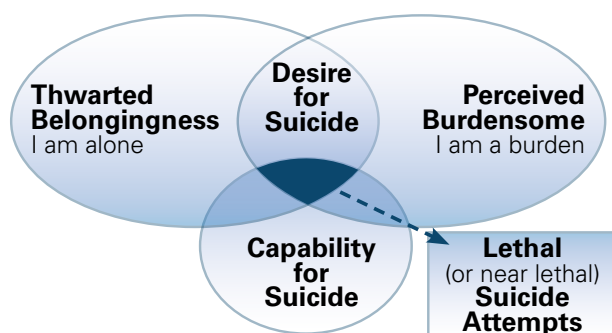 Desire
for
Suicide
Thwarted
Belongingness
I am alone
Perceived
Burdensome
I am a burden
Capability
for
Suicide
Lethal
(or near lethal)
Suicide
Attempts